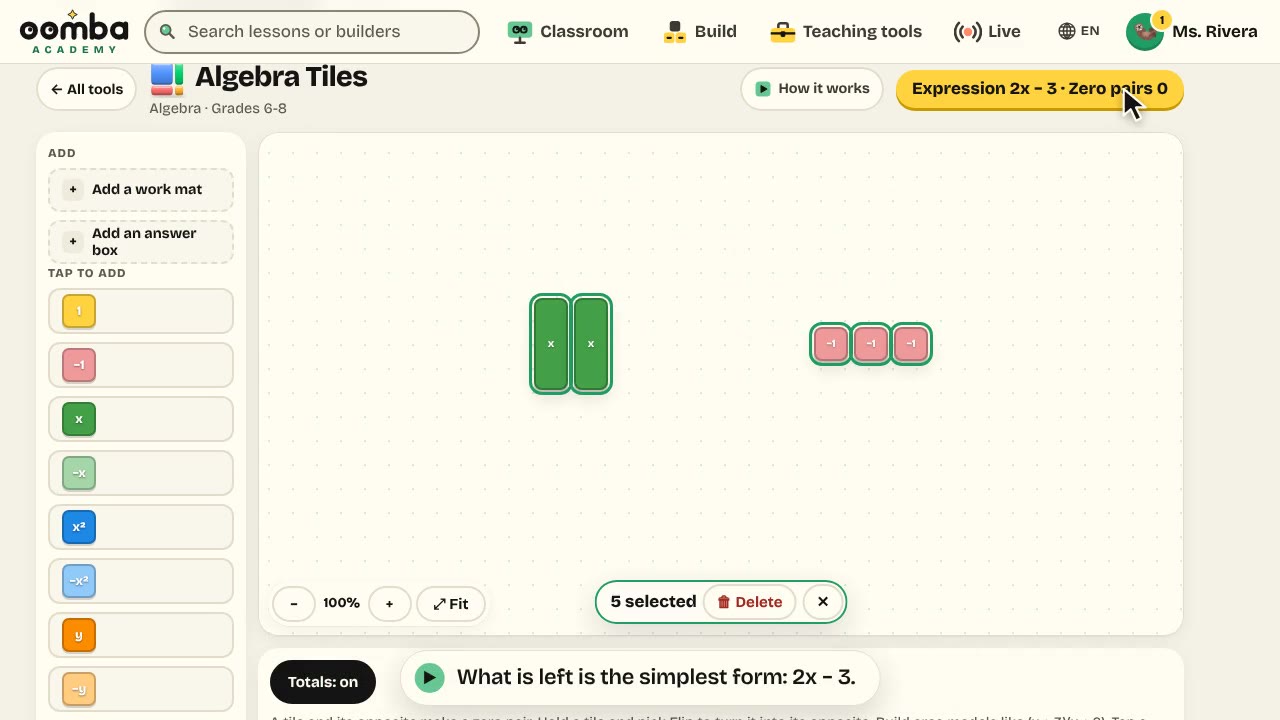 oomba
ACADEMY
Search lessons or builders
Classroom
Build
Teaching tools
Live
EN
1
Ms. Rivera
← All tools
Algebra Tiles
Algebra · Grades 6-8
How it works
Expression 2x − 3 · Zero pairs 0
ADD
+ Add a work mat
+ Add an answer
box
TAP TO ADD
1
−1
x
−x
x²
−x²
y
−y
x x
−1 −1 −1
− 100% + Fit
5 selected Delete ✕
Totals: on
What is left is the simplest form: 2x − 3.